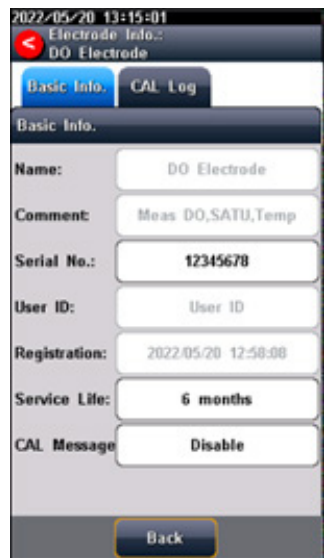 2022/05/20 13:15:01
Electrode Info.:
DO Electrode
Basic Info.
CAL Log
Basic Info.
Name: DO Electrode
Comment: Meas DO,SATU,Temp
Serial No.: 12345678
User ID: User ID
Registration: 2022/05/20 12:58:08
Service Life: 6 months
CAL Message Disable
Back